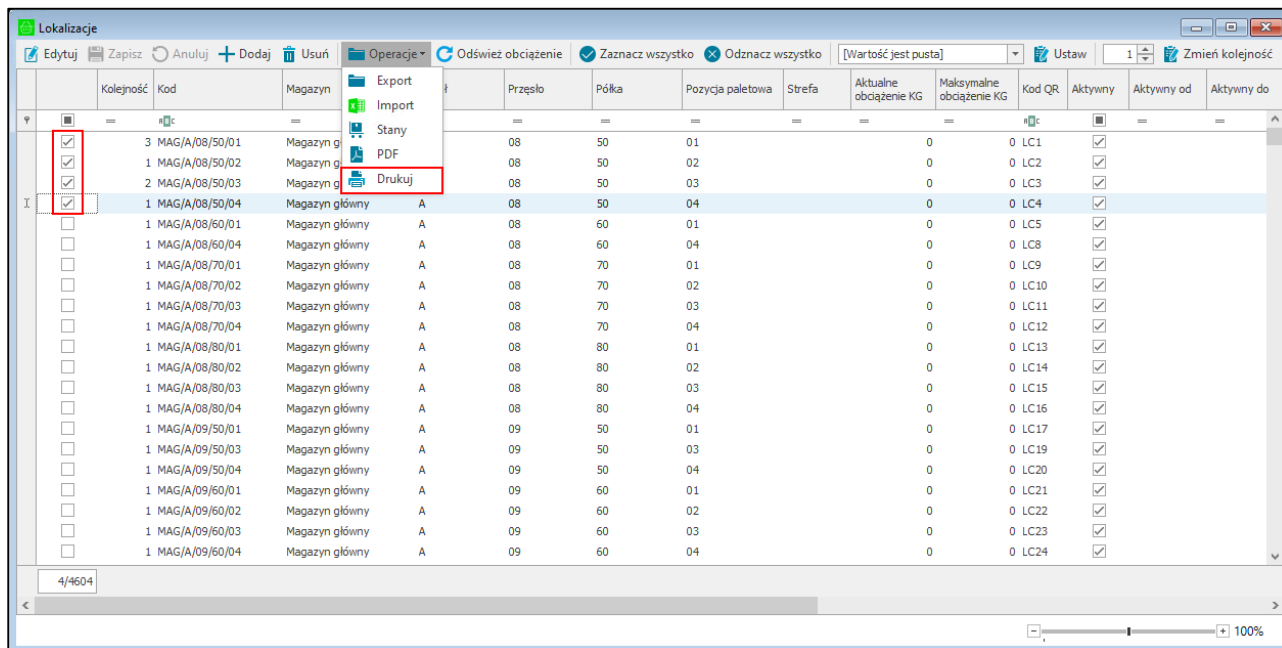 Lokalizacje
Edytuj Zapisz Anuluj Dodaj Usuń Operacje Odśwież obciążenie Zaznacz wszystko Odznacz wszystko [Wartość jest pusta] Ustaw 1 Zmień kolejność
Export
Import
Stany
PDF
Drukuj
Kolejność Kod Magazyn ł Przęsło Półka Pozycja paletowa Strefa Aktualne obciążenie KG Maksymalne obciążenie KG Kod QR Aktywny Aktywny od Aktywny do
3 MAG/A/08/50/01 Magazyn g 08 50 01 0 0 LC1
1 MAG/A/08/50/02 Magazyn g 08 50 02 0 0 LC2
2 MAG/A/08/50/03 Magazyn g 08 50 03 0 0 LC3
1 MAG/A/08/50/04 Magazyn główny A 08 50 04 0 0 LC4
1 MAG/A/08/60/01 Magazyn główny A 08 60 01 0 0 LC5
1 MAG/A/08/60/04 Magazyn główny A 08 60 04 0 0 LC8
1 MAG/A/08/70/01 Magazyn główny A 08 70 01 0 0 LC9
1 MAG/A/08/70/02 Magazyn główny A 08 70 02 0 0 LC10
1 MAG/A/08/70/03 Magazyn główny A 08 70 03 0 0 LC11
1 MAG/A/08/70/04 Magazyn główny A 08 70 04 0 0 LC12
1 MAG/A/08/80/01 Magazyn główny A 08 80 01 0 0 LC13
1 MAG/A/08/80/02 Magazyn główny A 08 80 02 0 0 LC14
1 MAG/A/08/80/03 Magazyn główny A 08 80 03 0 0 LC15
1 MAG/A/08/80/04 Magazyn główny A 08 80 04 0 0 LC16
1 MAG/A/09/50/01 Magazyn główny A 09 50 01 0 0 LC17
1 MAG/A/09/50/03 Magazyn główny A 09 50 03 0 0 LC19
1 MAG/A/09/50/04 Magazyn główny A 09 50 04 0 0 LC20
1 MAG/A/09/60/01 Magazyn główny A 09 60 01 0 0 LC21
1 MAG/A/09/60/02 Magazyn główny A 09 60 02 0 0 LC22
1 MAG/A/09/60/03 Magazyn główny A 09 60 03 0 0 LC23
1 MAG/A/09/60/04 Magazyn główny A 09 60 04 0 0 LC24
4/4604
100%